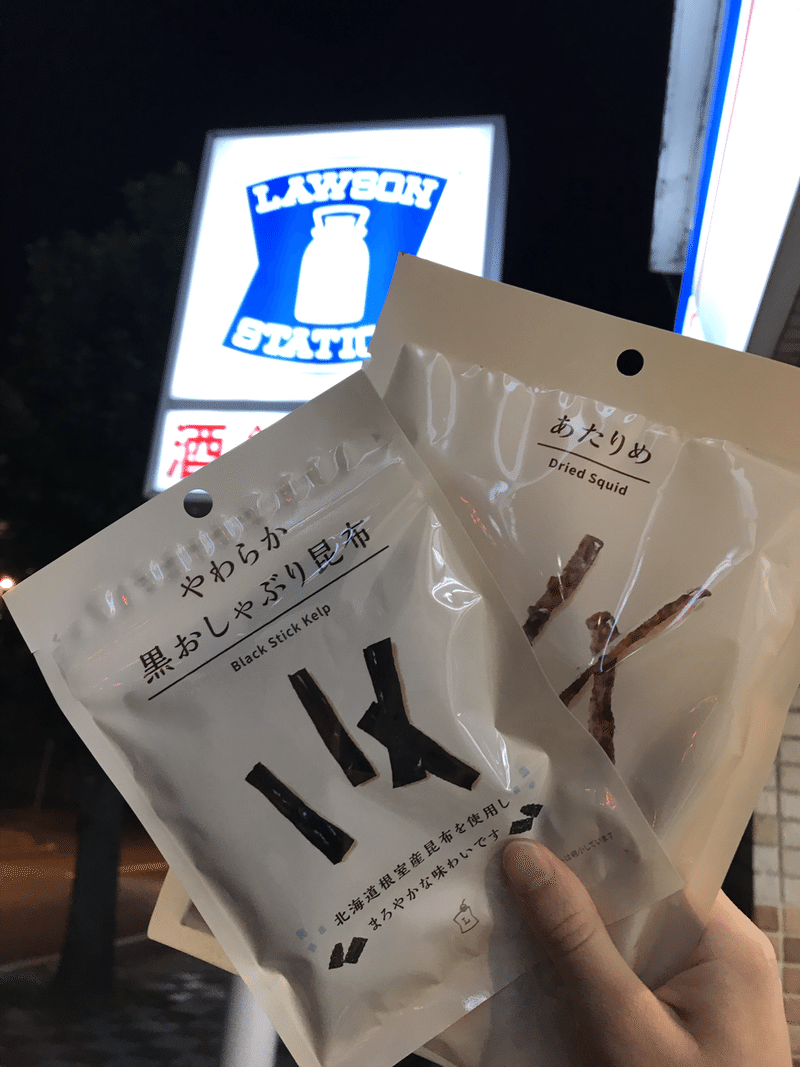 LAWSON
STATIO
酒
あたりめ
Dried Squid
やわらか
黒おしゃぶり昆布
Black Stick Kelp
北海道根室産昆布を使用し
まろやかな味わいです
L